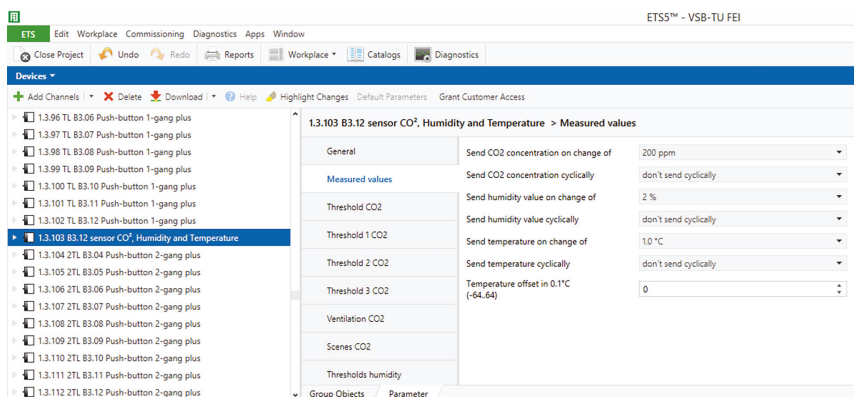 ETS5™ - VSB-TU FEI
ETS Edit Workplace Commissioning Diagnostics Apps Window
Close Project Undo Redo Reports Workplace Catalogs Diagnostics
Devices
Add Channels Delete Download Help Highlight Changes Default Parameters Grant Customer Access
1.3.96 TL B3.06 Push-button 1-gang plus
1.3.97 TL B3.07 Push-button 1-gang plus
1.3.98 TL B3.08 Push-button 1-gang plus
1.3.99 TL B3.09 Push-button 1-gang plus
1.3.100 TL B3.10 Push-button 1-gang plus
1.3.101 TL B3.11 Push-button 1-gang plus
1.3.102 TL B3.12 Push-button 1-gang plus
1.3.103 B3.12 sensor CO², Humidity and Temperature
1.3.104 2TL B3.04 Push-button 2-gang plus
1.3.105 2TL B3.05 Push-button 2-gang plus
1.3.106 2TL B3.06 Push-button 2-gang plus
1.3.107 2TL B3.07 Push-button 2-gang plus
1.3.108 2TL B3.08 Push-button 2-gang plus
1.3.109 2TL B3.09 Push-button 2-gang plus
1.3.110 2TL B3.10 Push-button 2-gang plus
1.3.111 2TL B3.11 Push-button 2-gang plus
1.3.112 2TL B3.12 Push-button 2-gang plus
1.3.103 B3.12 sensor CO², Humidity and Temperature > Measured values
General
Measured values
Threshold CO2
Threshold 1 CO2
Threshold 2 CO2
Threshold 3 CO2
Ventilation CO2
Scenes CO2
Thresholds humidity
Send CO2 concentration on change of 200 ppm
Send CO2 concentration cyclically don't send cyclically
Send humidity value on change of 2 %
Send humidity value cyclically don't send cyclically
Send temperature on change of 1.0 °C
Send temperature cyclically don't send cyclically
Temperature offset in 0.1°C
(-64..64) 0
Group Objects Parameter